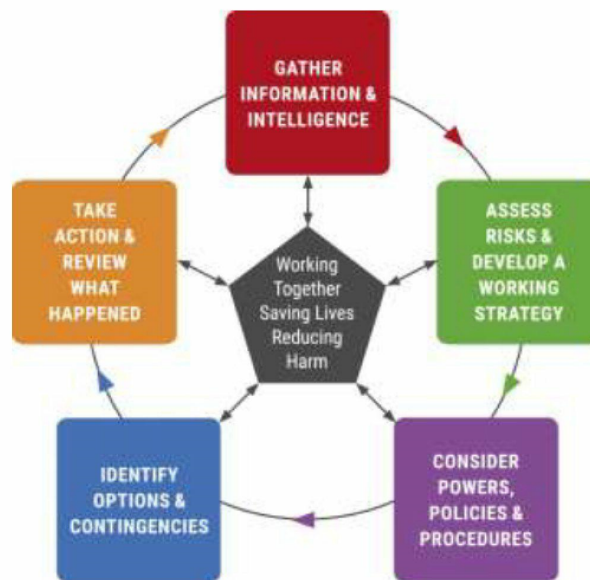 GATHER
INFORMATION &
INTELLIGENCE
ASSESS
RISKS &
DEVELOP A
WORKING
STRATEGY
CONSIDER
POWERS,
POLICIES &
PROCEDURES
IDENTIFY
OPTIONS &
CONTINGENCIES
TAKE
ACTION &
REVIEW
WHAT
HAPPENED
Working
Together
Saving Lives
Reducing
Harm